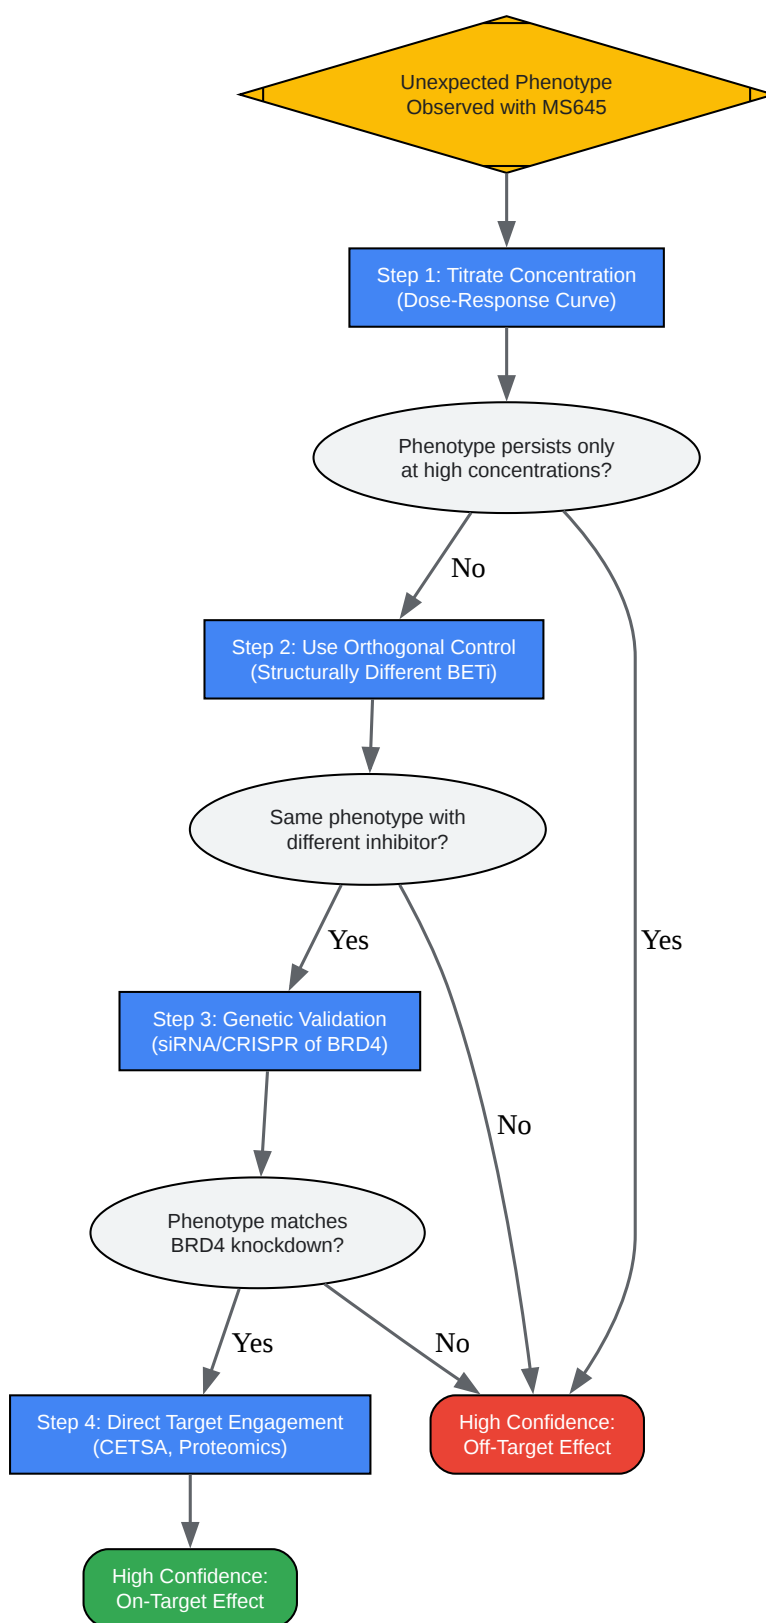 Unexpected Phenotype
Observed with MS645
Step 1: Titrate Concentration
(Dose-Response Curve)
Phenotype persists only
at high concentrations?
No
Step 2: Use Orthogonal Control
(Structurally Different BETi)
Same phenotype with
different inhibitor?
Yes
Yes
Step 3: Genetic Validation
(siRNA/CRISPR of BRD4)
No
Phenotype matches
BRD4 knockdown?
Yes
No
Step 4: Direct Target Engagement
(CETSA, Proteomics)
High Confidence:
Off-Target Effect
High Confidence:
On-Target Effect